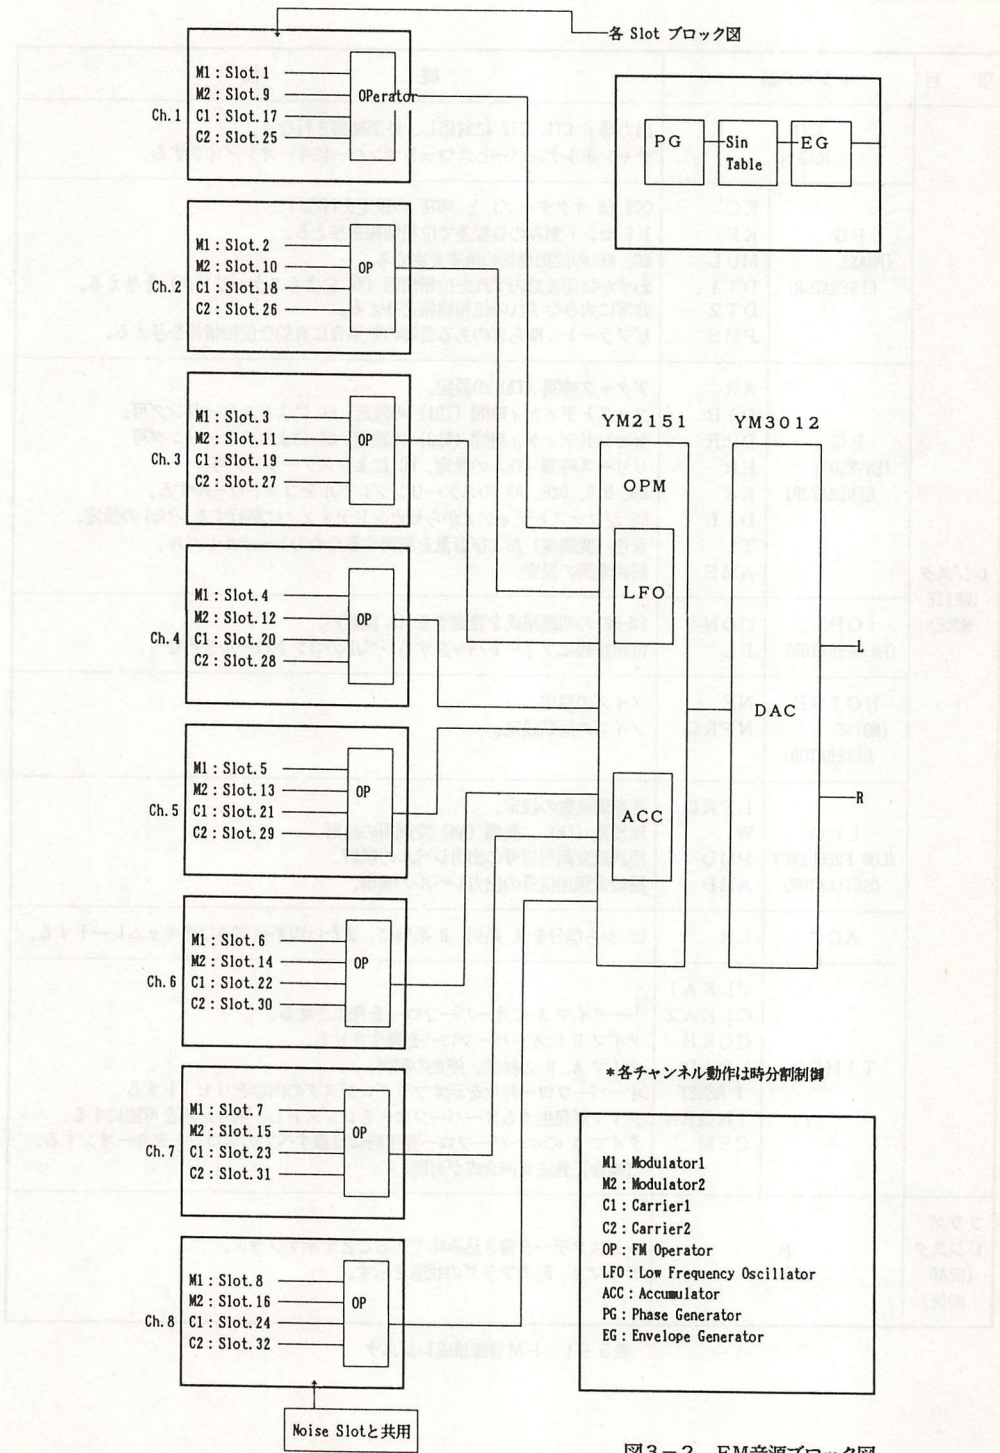 各 Slot ブロック図
M1 : Slot. 1
M2 : Slot. 9
C1 : Slot. 17
C2 : Slot. 25
OPerator
Ch. 1
PG
Sin
Table
EG
M1 : Slot. 2
M2 : Slot. 10
C1 : Slot. 18
C2 : Slot. 26
OP
Ch. 2
M1 : Slot. 3
M2 : Slot. 11
C1 : Slot. 19
C2 : Slot. 27
OP
Ch. 3
YM2151
YM3012
OPM
LFO
ACC
DAC
L
R
M1 : Slot. 4
M2 : Slot. 12
C1 : Slot. 20
C2 : Slot. 28
OP
Ch. 4
M1 : Slot. 5
M2 : Slot. 13
C1 : Slot. 21
C2 : Slot. 29
OP
Ch. 5
M1 : Slot. 6
M2 : Slot. 14
C1 : Slot. 22
C2 : Slot. 30
OP
Ch. 6
M1 : Slot. 7
M2 : Slot. 15
C1 : Slot. 23
C2 : Slot. 31
OP
Ch. 7
M1 : Slot. 8
M2 : Slot. 16
C1 : Slot. 24
C2 : Slot. 32
OP
Ch. 8
Noise Slotと共用
*各チャンネル動作は時分割制御
M1 : Modulator1
M2 : Modulator2
C1 : Carrier1
C2 : Carrier2
OP : FM Operator
LFO : Low Frequency Oscillator
ACC : Accumulator
PG : Phase Generator
EG : Envelope Generator
図3-2 FM音源ブロック図